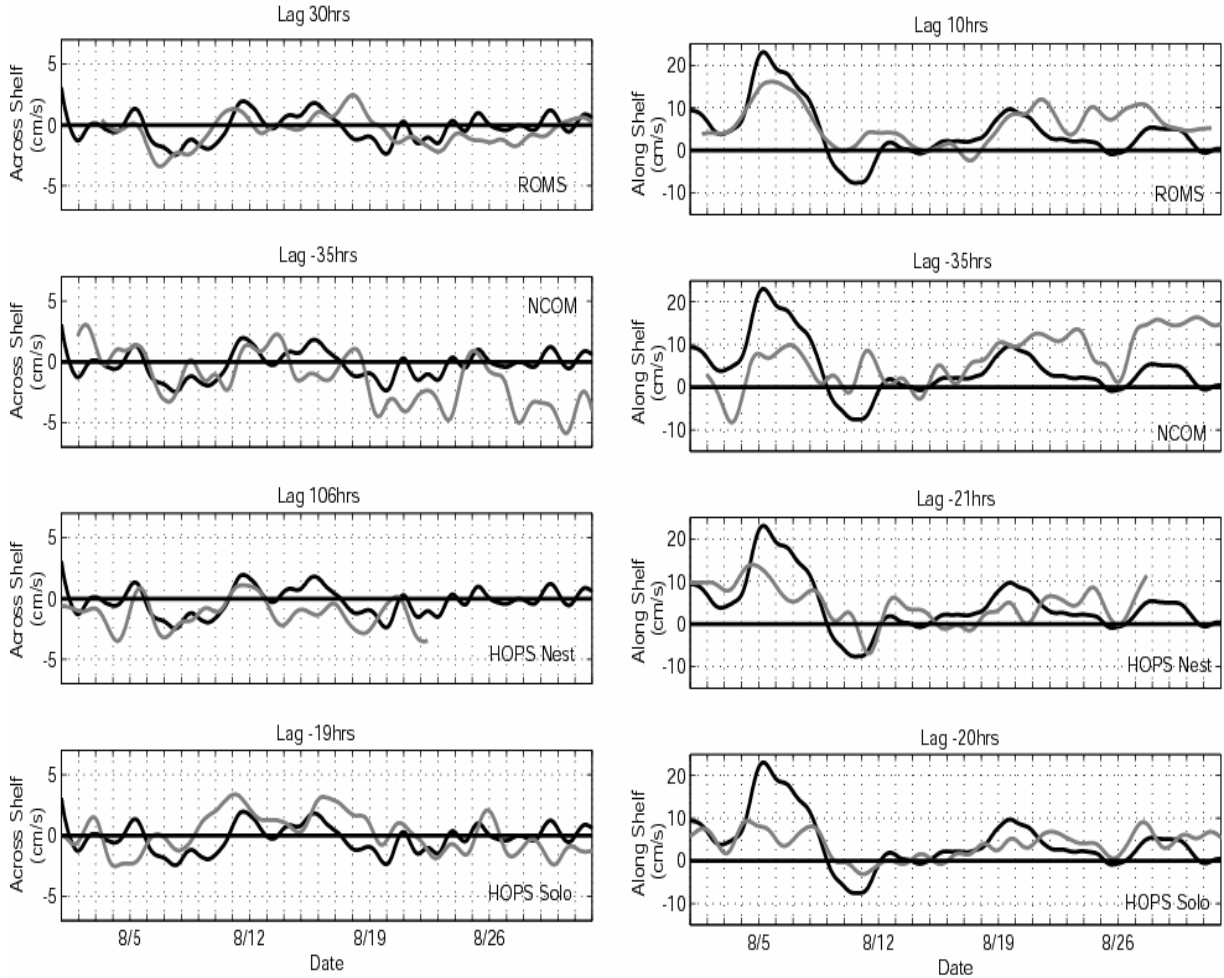 Lag 30hrs
Across Shelf
(cm/s)
5
0
-5
ROMS
Lag 10hrs
Along Shelf
(cm/s)
20
10
0
-10
ROMS
Lag -35hrs
Across Shelf
(cm/s)
5
0
-5
NCOM
Lag -35hrs
Along Shelf
(cm/s)
20
10
0
-10
NCOM
Lag 106hrs
Across Shelf
(cm/s)
5
0
-5
HOPS Nest
Lag -21hrs
Along Shelf
(cm/s)
20
10
0
-10
HOPS Nest
Lag -19hrs
Across Shelf
(cm/s)
5
0
-5
HOPS Solo
8/5 8/12 8/19 8/26
Date
Lag -20hrs
Along Shelf
(cm/s)
20
10
0
-10
HOPS Solo
8/5 8/12 8/19 8/26
Date